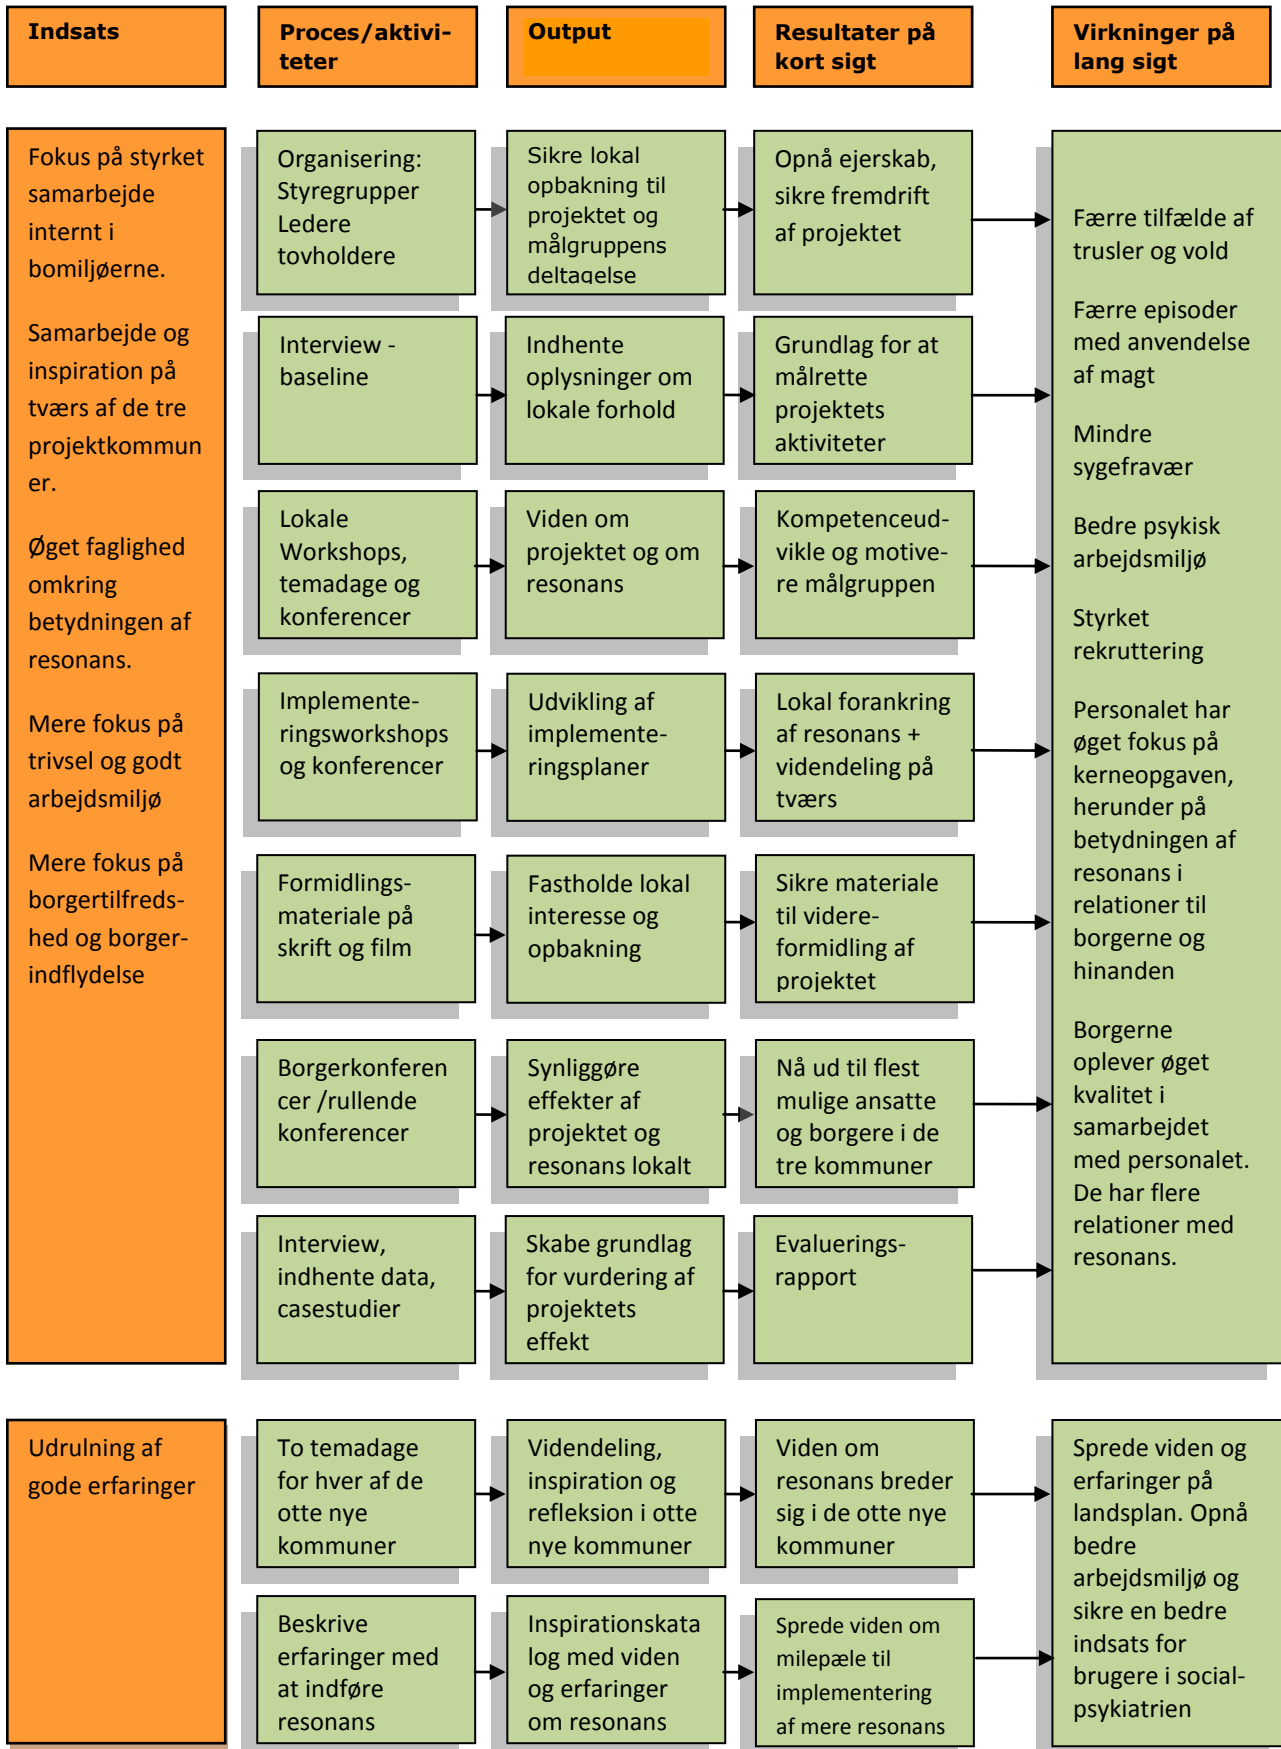 Indsats
Proces/aktivi-
teter
Output
Resultater på
kort sigt
Virkninger på
lang sigt
Fokus på styrket
samarbejde
internt i
bomiljøerne.
Samarbejde og
inspiration på
tværs af de tre
projektkommun
er.
Øget faglighed
omkring
betydningen af
resonans.
Mere fokus på
trivsel og godt
arbejdsmiljø
Mere fokus på
borgertilfreds-
hed og borger-
indflydelse
Organisering:
Styregrupper
Ledere
tovholdere
Sikre lokal
opbakning til
projektet og
målgruppens
deltagelse
Opnå ejerskab,
sikre fremdrift
af projektet
Interview -
baseline
Indhente
oplysninger om
lokale forhold
Grundlag for at
målrette
projektets
aktiviteter
Lokale
Workshops,
temadage og
konferencer
Viden om
projektet og om
resonans
Kompetenceud-
vikle og motive-
re målgruppen
Implemente-
ringsworkshops
og konferencer
Udvikling af
implemente-
ringsplaner
Lokal forankring
af resonans +
videndeling på
tværs
Formidlings-
materiale på
skrift og film
Fastholde lokal
interesse og
opbakning
Sikre materiale
til videre-
formidling af
projektet
Borgerkonferen
cer /rullende
konferencer
Synliggøre
effekter af
projektet og
resonans lokalt
Nå ud til flest
mulige ansatte
og borgere i de
tre kommuner
Interview,
indhente data,
casestudier
Skabe grundlag
for vurdering af
projektets
effekt
Evaluerings-
rapport
Færre tilfælde af
trusler og vold
Færre episoder
med anvendelse
af magt
Mindre
sygefravær
Bedre psykisk
arbejdsmiljø
Styrket
rekruttering
Personalet har
øget fokus på
kerneopgaven,
herunder på
betydningen af
resonans i
relationer til
borgerne og
hinanden
Borgerne
oplever øget
kvalitet i
samarbejdet
med personalet.
De har flere
relationer med
resonans.
Udrulning af
gode erfaringer
To temadage
for hver af de
otte nye
kommuner
Videndeling,
inspiration og
refleksion i otte
nye kommuner
Viden om
resonans breder
sig i de otte nye
kommuner
Beskrive
erfaringer med
at indføre
resonans
Inspirationskata
log med viden
og erfaringer
om resonans
Sprede viden om
milepæle til
implementering
af mere resonans
Sprede viden og
erfaringer på
landsplan. Opnå
bedre
arbejdsmiljø og
sikre en bedre
indsats for
brugere i social-
psykiatrien